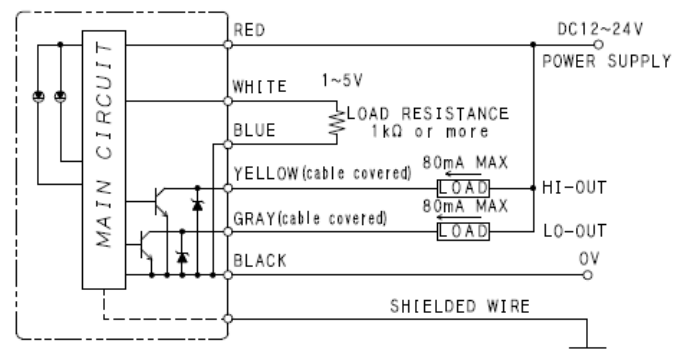 RED
DC12~24V
POWER SUPPLY
MAIN CIRCUIT
WHITE
1~5V
LOAD RESISTANCE
1kΩ or more
BLUE
80mA MAX
YELLOW(cable covered)
LOAD
HI-OUT
80mA MAX
GRAY(cable covered)
LOAD
LO-OUT
BLACK
0V
SHIELDED WIRE